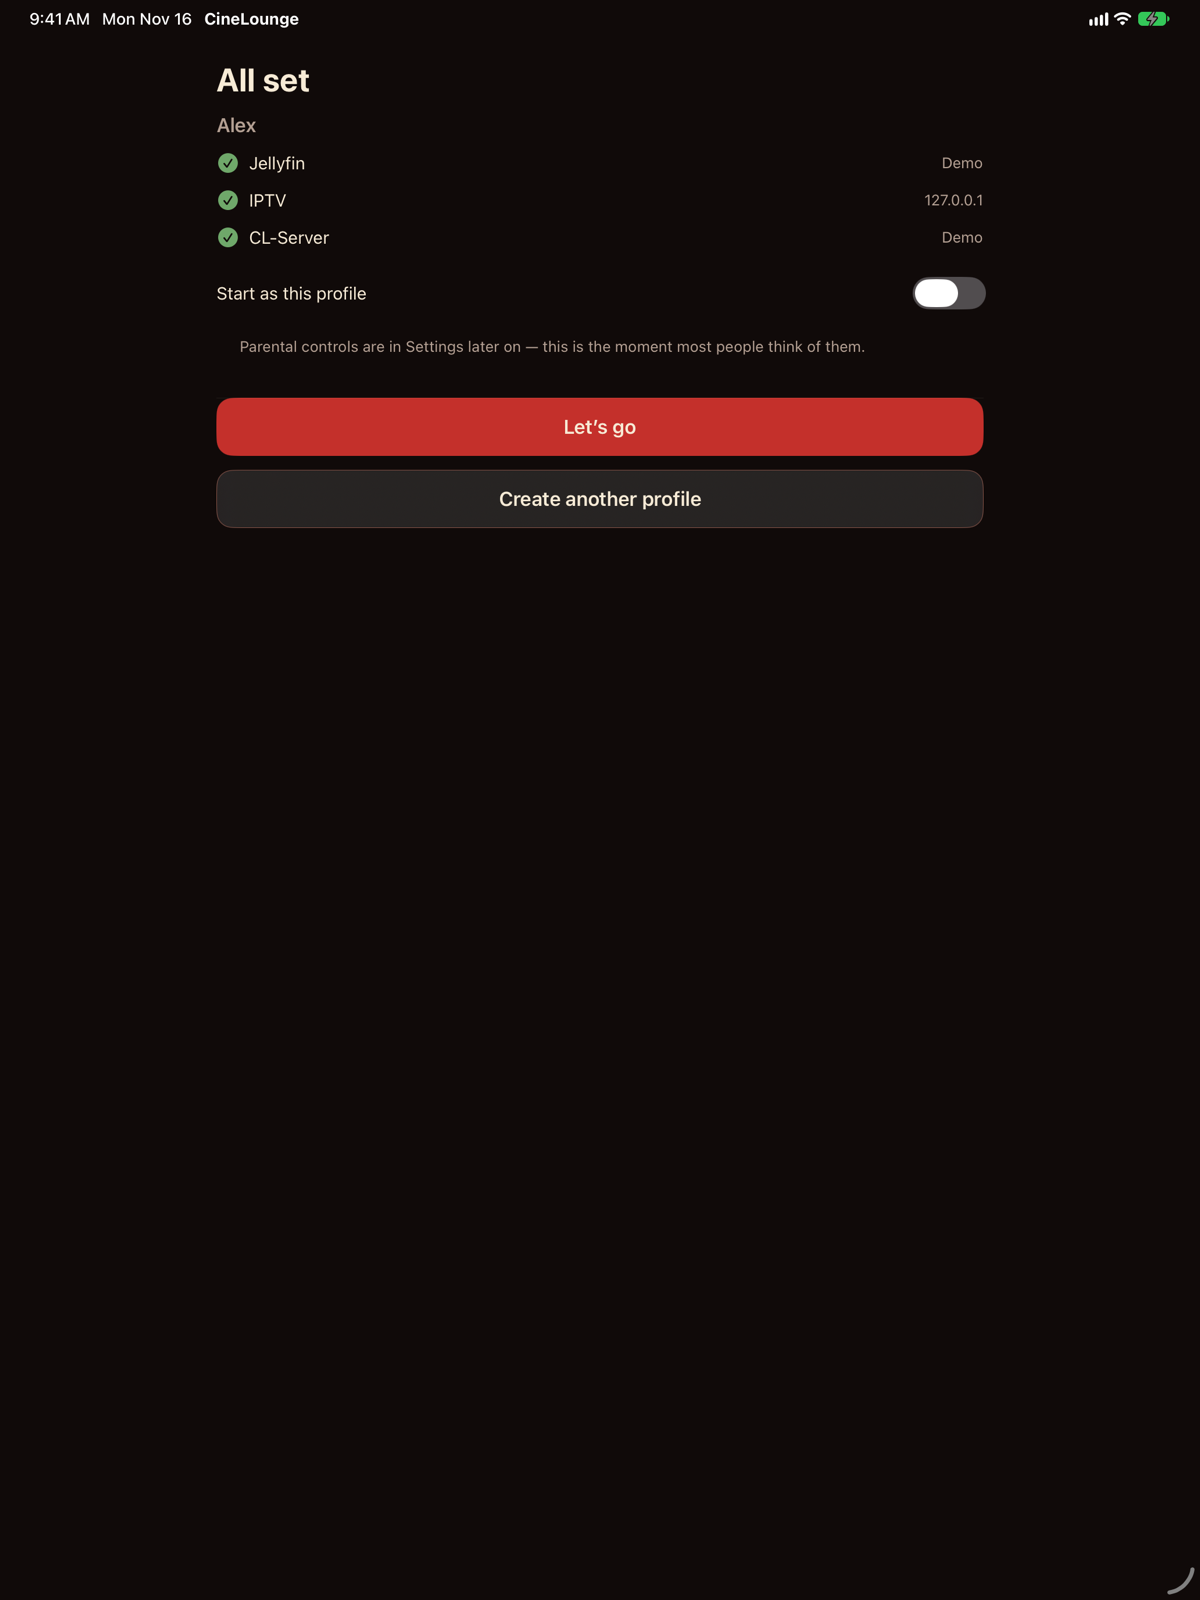 9:41 AM Mon Nov 16 CineLounge
All set
Alex
Jellyfin Demo
IPTV 127.0.0.1
CL-Server Demo
Start as this profile
Parental controls are in Settings later on — this is the moment most people think of them.
Let’s go
Create another profile